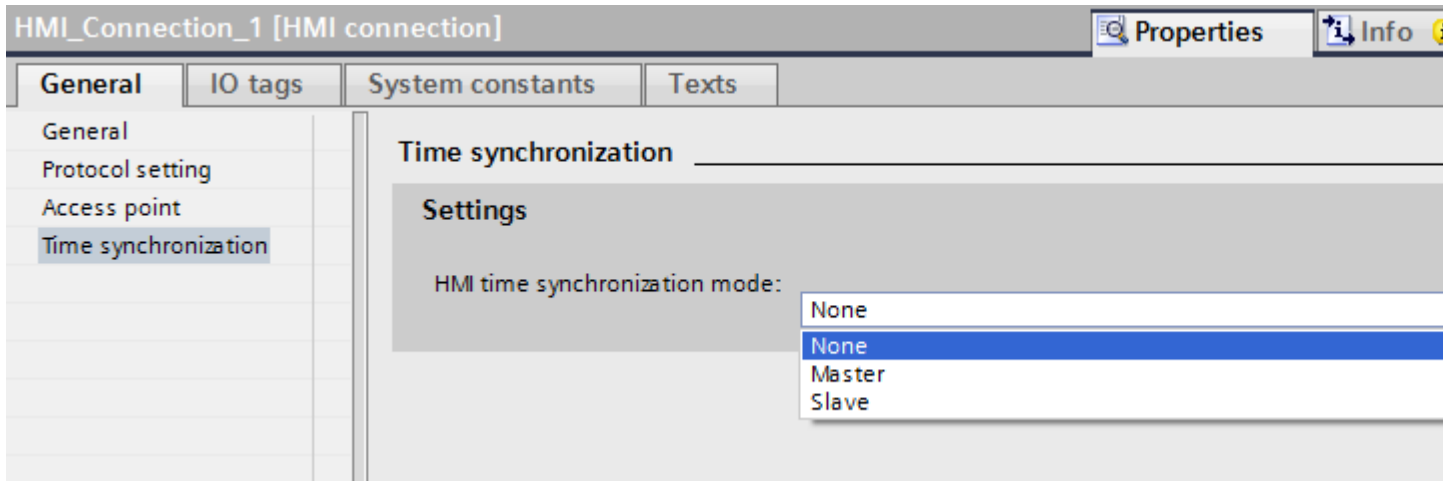 HMI_Connection_1 [HMI connection]
Properties
Info
General
IO tags
System constants
Texts
General
Protocol setting
Access point
Time synchronization
Time synchronization
Settings
HMI time synchronization mode:
None
None
Master
Slave